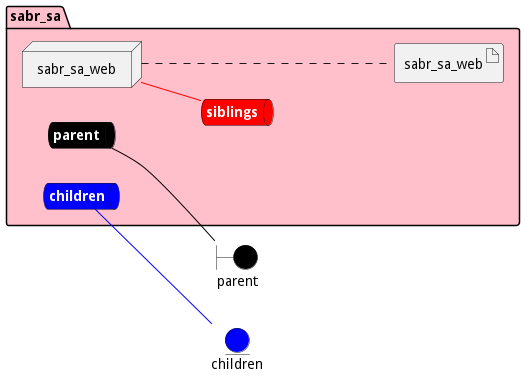 sabr_sa
sabr_sa_web
sabr_sa_web
siblings
parent
children
parent
children